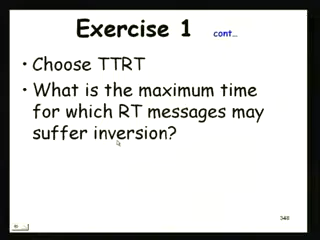 Exercise 1 cont…
• Choose TTRT
• What is the maximum time
for which RT messages may
suffer inversion?
348